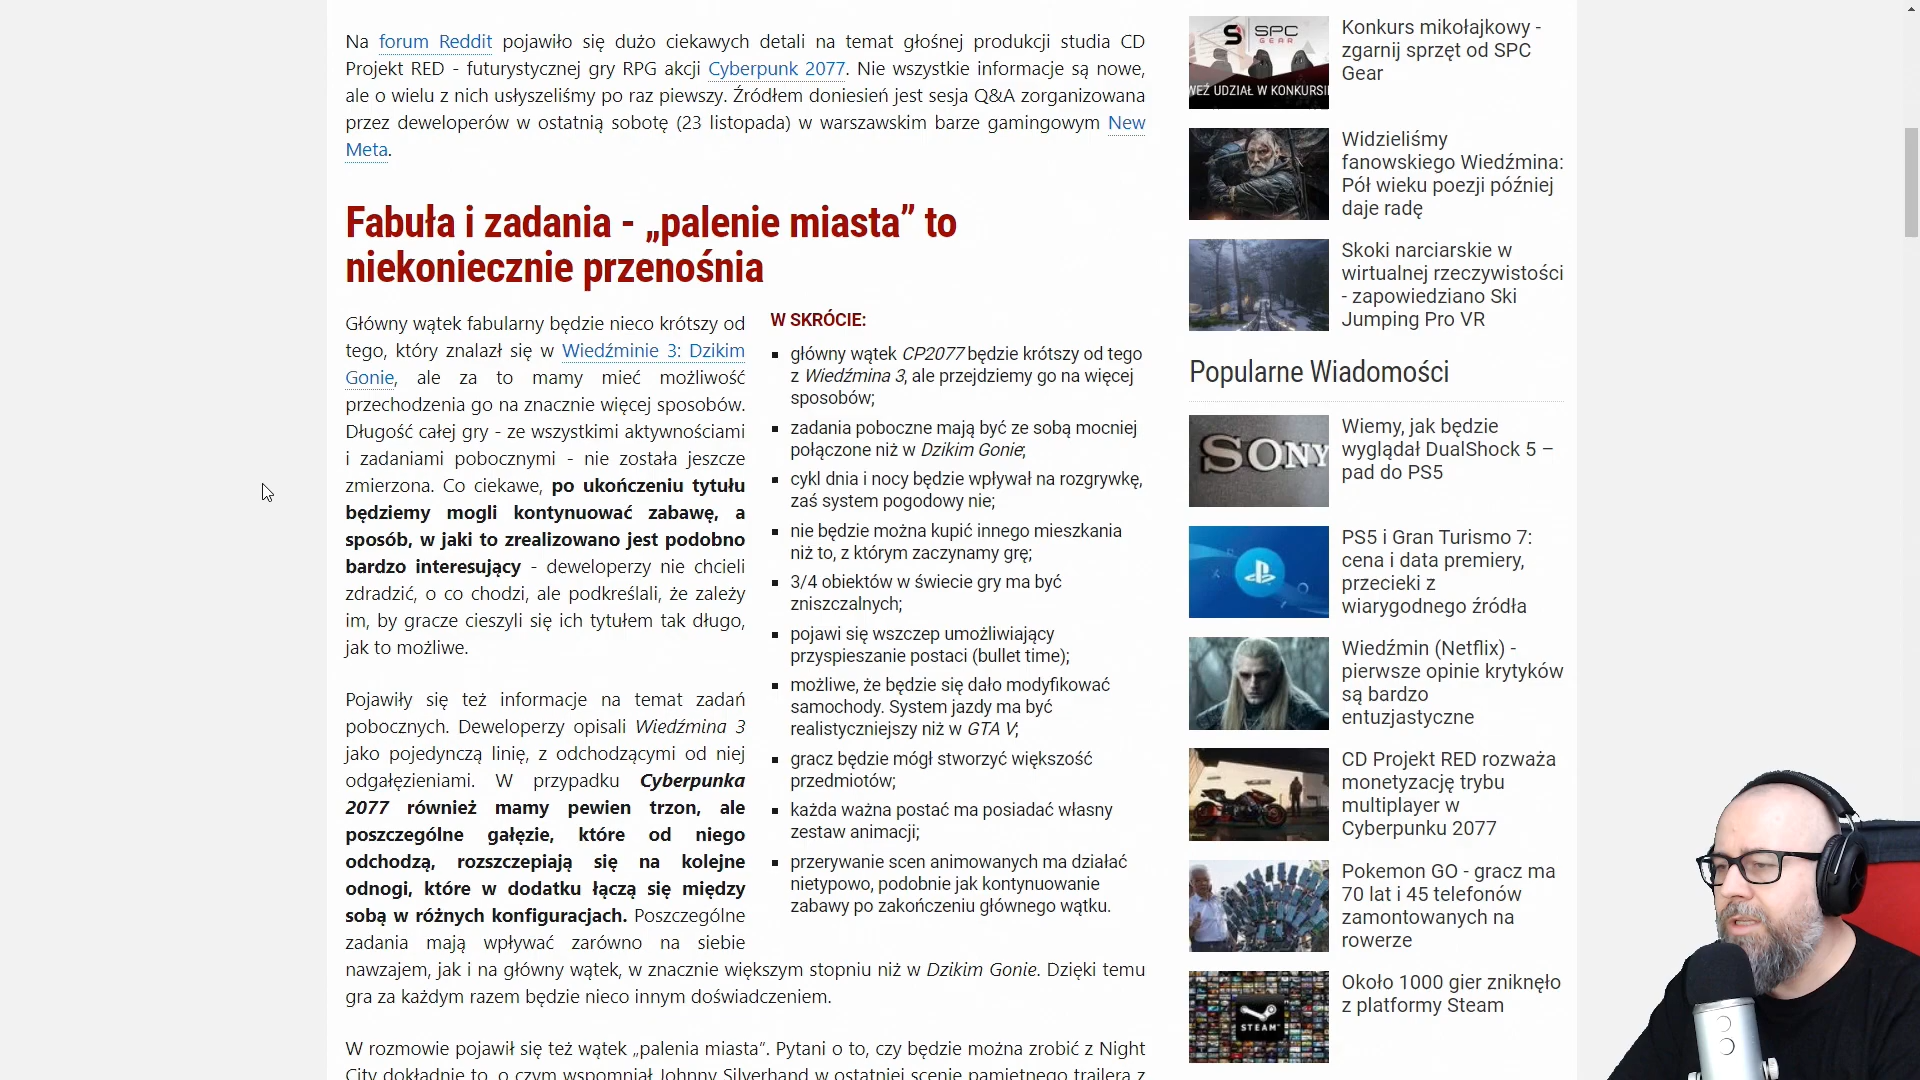 Na forum Reddit pojawiło się dużo ciekawych detali na temat głośnej produkcji studia CD
Projekt RED - futurystycznej gry RPG akcji Cyberpunk 2077. Nie wszystkie informacje są nowe,
ale o wielu z nich usłyszeliśmy po raz piewszy. Źródłem doniesień jest sesja Q&A zorganizowana
przez deweloperów w ostatnią sobotę (23 listopada) w warszawskim barze gamingowym New
Meta.
Fabuła i zadania - „palenie miasta” to
niekoniecznie przenośnia
Główny wątek fabularny będzie nieco krótszy od
tego, który znalazł się w Wiedźminie 3: Dzikim
Gonie, ale za to mamy mieć możliwość
przechodzenia go na znacznie więcej sposobów.
Długość całej gry - ze wszystkimi aktywnościami
i zadaniami pobocznymi - nie została jeszcze
zmierzona. Co ciekawe, po ukończeniu tytułu
będziemy mogli kontynuować zabawę, a
sposób, w jaki to zrealizowano jest podobno
bardzo interesujący - deweloperzy nie chcieli
zdradzić, o co chodzi, ale podkreślali, że zależy
im, by gracze cieszyli się ich tytułem tak długo,
jak to możliwe.
Pojawiły się też informacje na temat zadań
pobocznych. Deweloperzy opisali Wiedźmina 3
jako pojedynczą linię, z odchodzącymi od niej
odgałęzieniami. W przypadku Cyberpunka
2077 również mamy pewien trzon, ale
poszczególne gałęzie, które od niego
odchodzą, rozszczepiają się na kolejne
odnogi, które w dodatku łączą się między
sobą w różnych konfiguracjach. Poszczególne
zadania mają wpływać zarówno na siebie
nawzajem, jak i na główny wątek, w znacznie większym stopniu niż w Dzikim Gonie. Dzięki temu
gra za każdym razem będzie nieco innym doświadczeniem.
W rozmowie pojawił się też wątek „palenia miasta”. Pytani o to, czy będzie można zrobić z Night
City dokładnie to, o czym wspomniał Johnny Silverhand w ostatniej scenie pamiętnego trailera z
W SKRÓCIE:
główny wątek CP2077 będzie krótszy od tego
z Wiedźmina 3, ale przejdziemy go na więcej
sposobów;
zadania poboczne mają być ze sobą mocniej
połączone niż w Dzikim Gonie;
cykl dnia i nocy będzie wpływał na rozgrywkę,
zaś system pogodowy nie;
nie będzie można kupić innego mieszkania
niż to, z którym zaczynamy grę;
3/4 obiektów w świecie gry ma być
zniszczalnych;
pojawi się wszczep umożliwiający
przyspieszanie postaci (bullet time);
możliwe, że będzie się dało modyfikować
samochody. System jazdy ma być
realistyczniejszy niż w GTA V;
gracz będzie mógł stworzyć większość
przedmiotów;
każda ważna postać ma posiadać własny
zestaw animacji;
przerywanie scen animowanych ma działać
nietypowo, podobnie jak kontynuowanie
zabawy po zakończeniu głównego wątku.
SPC
GEAR
WEŹ UDZIAŁ W KONKURSI
Konkurs mikołajkowy -
zgarnij sprzęt od SPC
Gear
Widzieliśmy
fanowskiego Wiedźmina:
Pół wieku poezji później
daje radę
Skoki narciarskie w
wirtualnej rzeczywistości
- zapowiedziano Ski
Jumping Pro VR
Popularne Wiadomości
SONY
Wiemy, jak będzie
wyglądał DualShock 5 –
pad do PS5
PS5 i Gran Turismo 7:
cena i data premiery,
przecieki z
wiarygodnego źródła
Wiedźmin (Netflix) -
pierwsze opinie krytyków
są bardzo
entuzjastyczne
CD Projekt RED rozważa
monetyzację trybu
multiplayer w
Cyberpunku 2077
Pokemon GO - gracz ma
70 lat i 45 telefonów
zamontowanych na
rowerze
STEAM
Około 1000 gier zniknęło
z platformy Steam